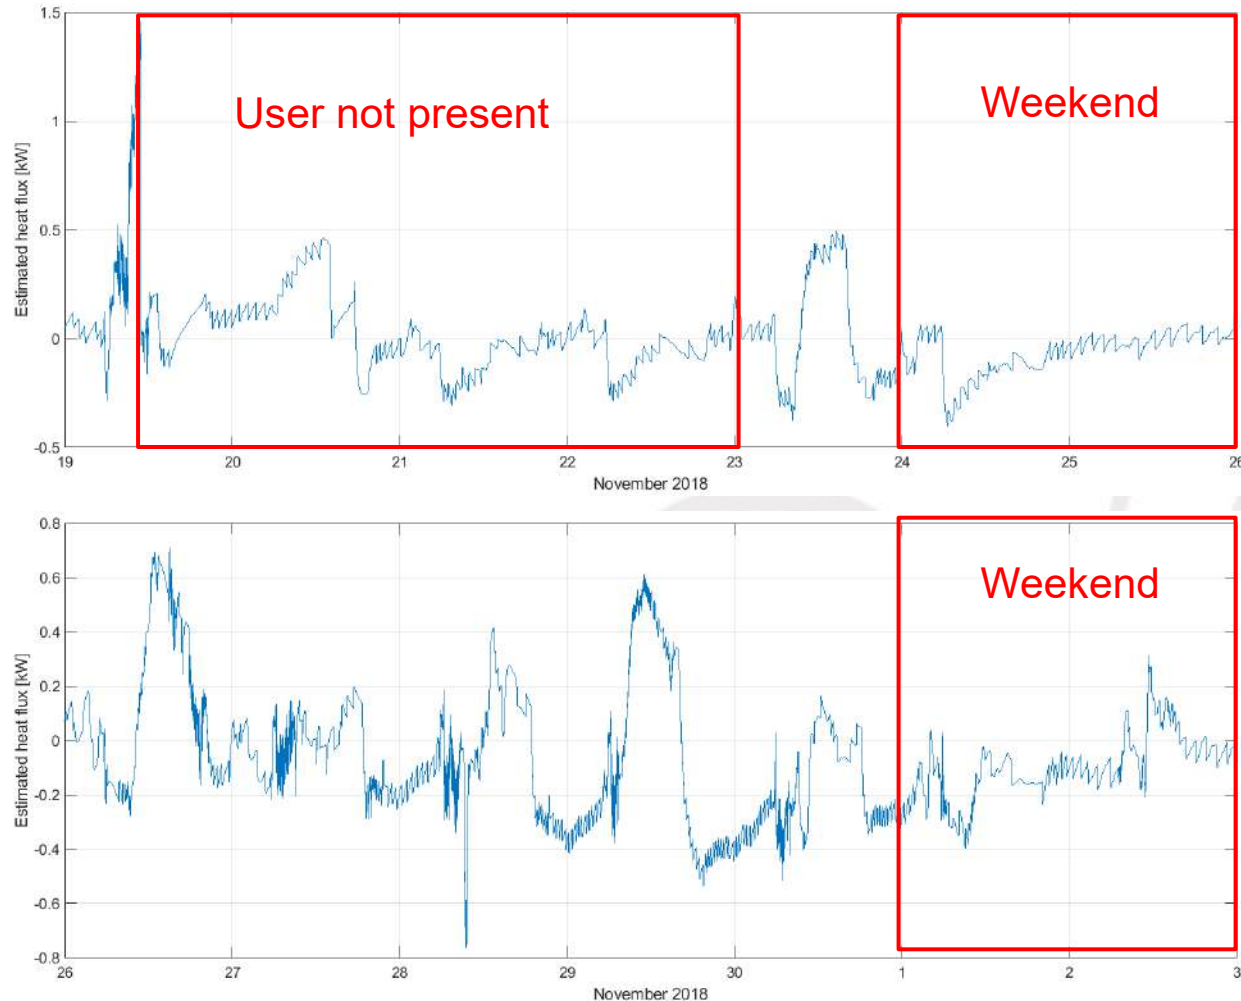 1.5
User not present
Weekend
1
0.5
0
-0.5
Estimated heat flux [kW]
19 20 21 22 23 24 25 26
November 2018
0.8
Weekend
0.6
0.4
0.2
0
-0.2
-0.4
-0.6
-0.8
Estimated heat flux [kW]
26 27 28 29 30 1 2 3
November 2018